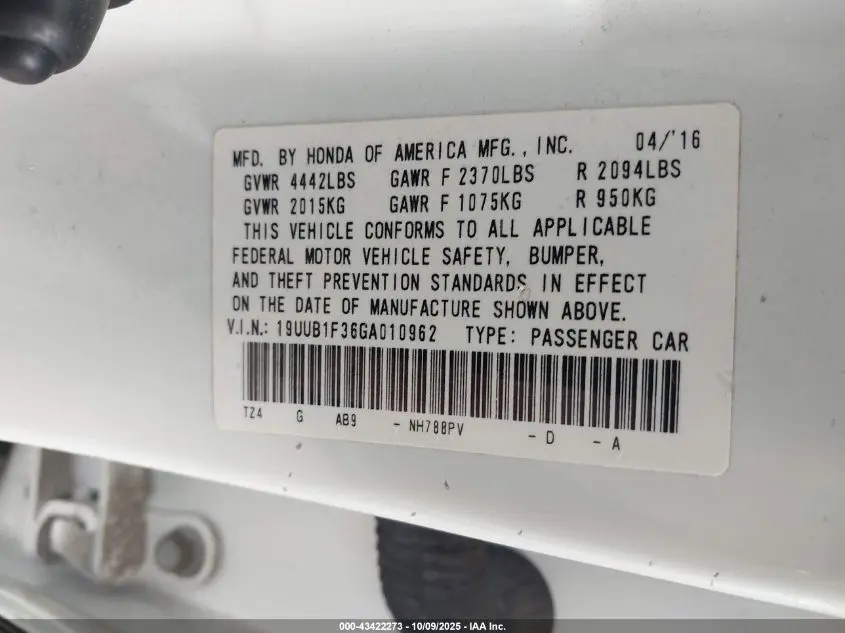 MFD. BY HONDA OF AMERICA MFG., INC. 04/'16
GVWR 4442LBS GAWR F 2370LBS R 2094LBS
GVWR 2015KG GAWR F 1075KG R 950KG
THIS VEHICLE CONFORMS TO ALL APPLICABLE
FEDERAL MOTOR VEHICLE SAFETY, BUMPER,
AND THEFT PREVENTION STANDARDS IN EFFECT
ON THE DATE OF MANUFACTURE SHOWN ABOVE.
V.I.N.: 19UUB1F36GA010962 TYPE: PASSENGER CAR
TZ4 G AB9 - NH788PV - D - A
000-43422273 | 10/09/2025 | IAA Inc.